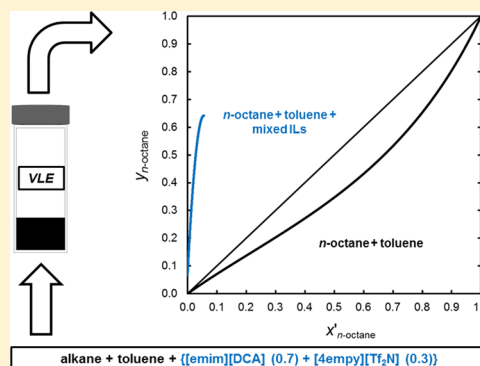 VLE
y n-octane
1.0
0.9
0.8
0.7
0.6
0.5
0.4
0.3
0.2
0.1
0.0
n-octane + toluene +
mixed ILs
n-octane + toluene
0.0 0.1 0.2 0.3 0.4 0.5 0.6 0.7 0.8 0.9 1.0
x'n-octane
alkane + toluene + {[emim][DCA] (0.7) + [4empy][Tf2N] (0.3)}